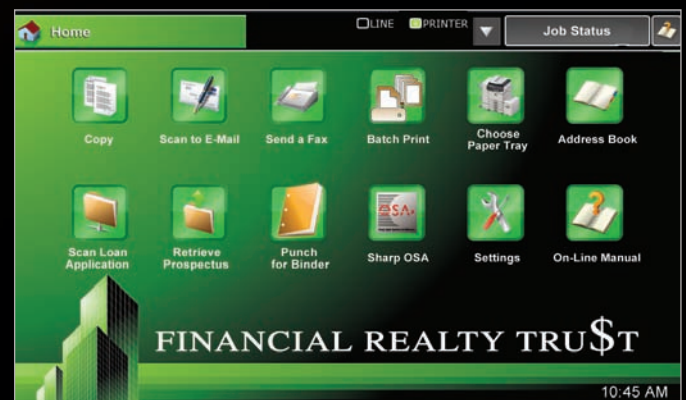 Home
LINE PRINTER
Job Status
Copy
Scan to E-Mail
Send a Fax
Batch Print
Choose
Paper Tray
Address Book
OSA
Scan Loan
Application
Retrieve
Prospectus
Punch
for Binder
Sharp OSA
Settings
On-Line Manual
FINANCIAL REALTY TRU$T
10:45 AM